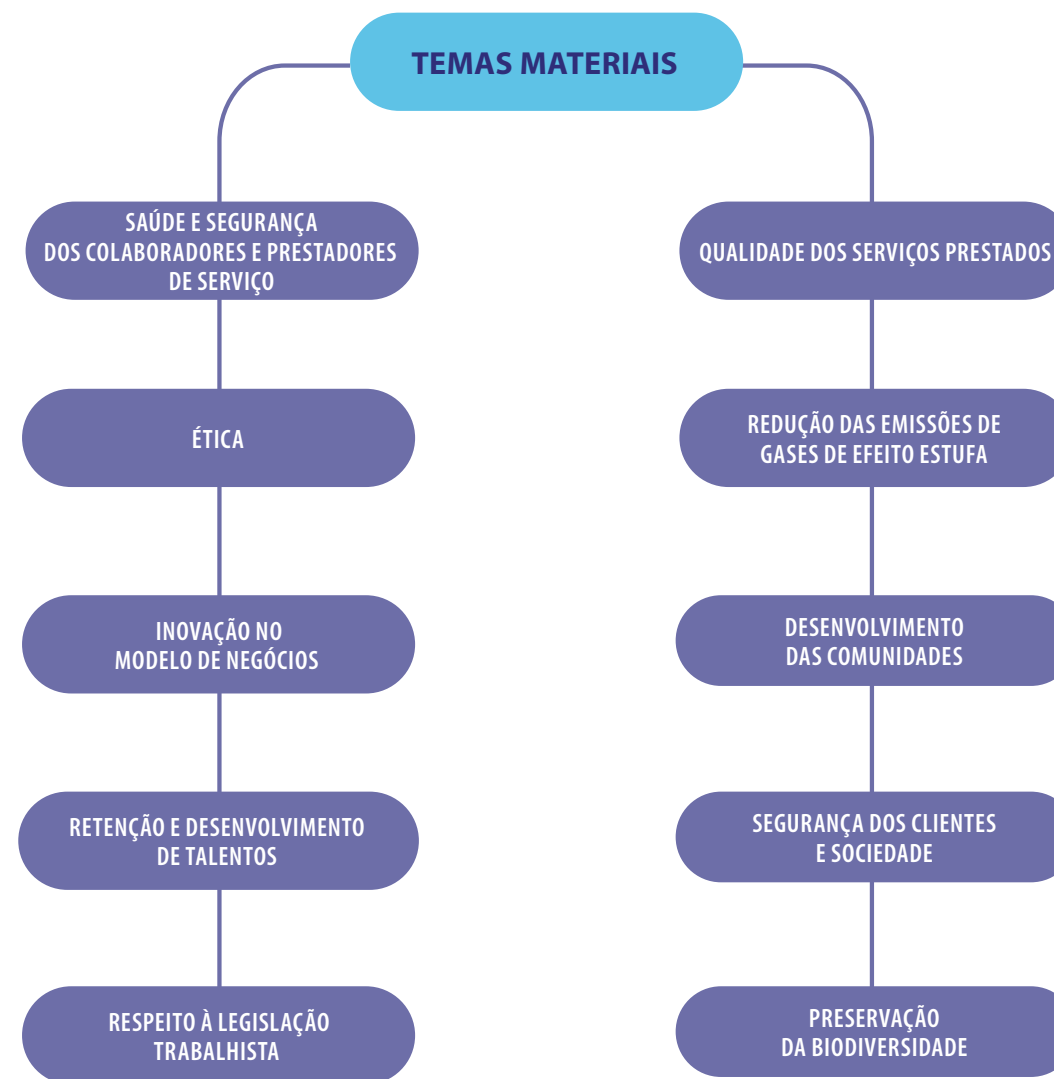 TEMAS MATERIAIS
SAÚDE E SEGURANÇA
DOS COLABORADORES E PRESTADORES
DE SERVIÇO
ÉTICA
INOVAÇÃO NO
MODELO DE NEGÓCIOS
RETENÇÃO E DESENVOLVIMENTO
DE TALENTOS
RESPEITO À LEGISLAÇÃO
TRABALHISTA
QUALIDADE DOS SERVIÇOS PRESTADOS
REDUÇÃO DAS EMISSÕES DE
GASES DE EFEITO ESTUFA
DESENVOLVIMENTO
DAS COMUNIDADES
SEGURANÇA DOS CLIENTES
E SOCIEDADE
PRESERVAÇÃO
DA BIODIVERSIDADE